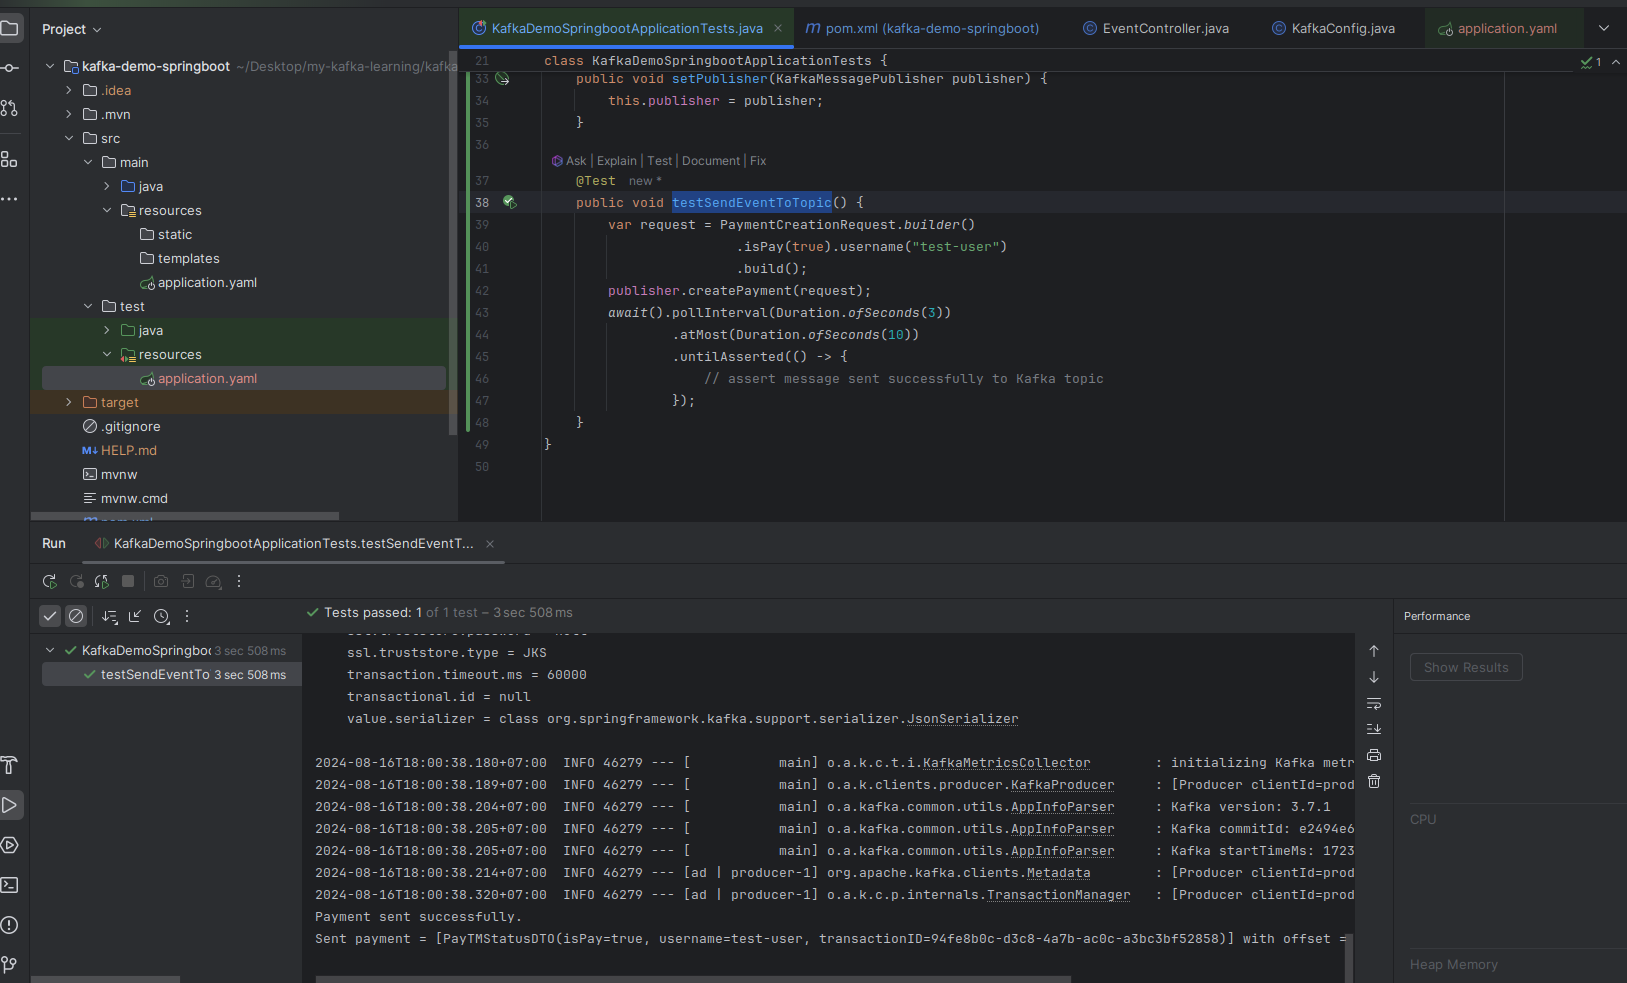 Project
kafka-demo-springboot ~/Desktop/my-kafka-learning/kafka
.idea
.mvn
src
main
java
resources
static
templates
application.yaml
test
java
resources
application.yaml
target
.gitignore
M↓ HELP.md
mvnw
mvnw.cmd
KafkaDemoSpringbootApplicationTests.java
pom.xml (kafka-demo-springboot)
EventController.java
KafkaConfig.java
application.yaml
1
21 class KafkaDemoSpringbootApplicationTests {
33 public void setPublisher(KafkaMessagePublisher publisher) {
34 this.publisher = publisher;
35 }
36
Ask | Explain | Test | Document | Fix
37 @Test new *
38 public void testSendEventToTopic() {
39 var request = PaymentCreationRequest.builder()
40 .isPay(true).username("test-user")
41 .build();
42 publisher.createPayment(request);
43 await().pollInterval(Duration.ofSeconds(3))
44 .atMost(Duration.ofSeconds(10))
45 .untilAsserted(() -> {
46 // assert message sent successfully to Kafka topic
47 });
48 }
49 }
50
Run KafkaDemoSpringbootApplicationTests.testSendEventT...
Tests passed: 1 of 1 test – 3 sec 508 ms
KafkaDemoSpringboo 3 sec 508 ms
testSendEventTo 3 sec 508 ms
ssl.truststore.type = JKS
transaction.timeout.ms = 60000
transactional.id = null
value.serializer = class org.springframework.kafka.support.serializer.JsonSerializer
2024-08-16T18:00:38.180+07:00 INFO 46279 --- [ main] o.a.k.c.t.i.KafkaMetricsCollector : initializing Kafka metr
2024-08-16T18:00:38.189+07:00 INFO 46279 --- [ main] o.a.k.clients.producer.KafkaProducer : [Producer clientId=prod
2024-08-16T18:00:38.204+07:00 INFO 46279 --- [ main] o.a.kafka.common.utils.AppInfoParser : Kafka version: 3.7.1
2024-08-16T18:00:38.205+07:00 INFO 46279 --- [ main] o.a.kafka.common.utils.AppInfoParser : Kafka commitId: e2494e6
2024-08-16T18:00:38.205+07:00 INFO 46279 --- [ main] o.a.kafka.common.utils.AppInfoParser : Kafka startTimeMs: 1723
2024-08-16T18:00:38.214+07:00 INFO 46279 --- [ad | producer-1] org.apache.kafka.clients.Metadata : [Producer clientId=prod
2024-08-16T18:00:38.320+07:00 INFO 46279 --- [ad | producer-1] o.a.k.c.p.internals.TransactionManager : [Producer clientId=prod
Payment sent successfully.
Sent payment = [PayTMStatusDTO(isPay=true, username=test-user, transactionID=94fe8b0c-d3c8-4a7b-ac0c-a3bc3bf52858)] with offset =
Performance
Show Results
CPU
Heap Memory